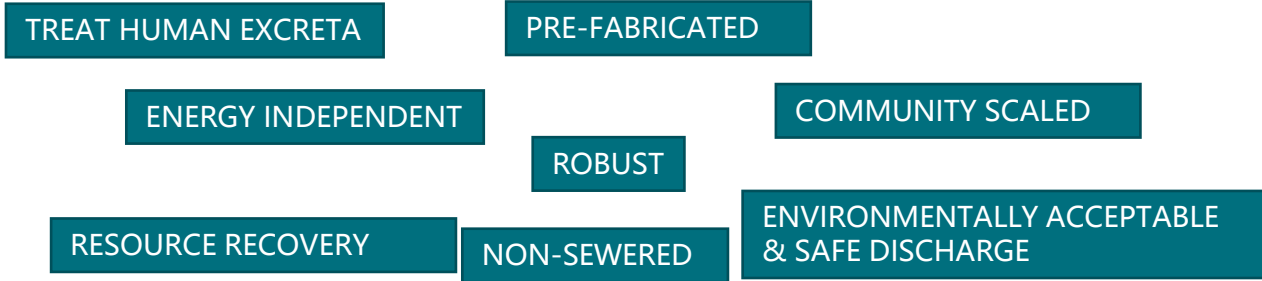 TREAT HUMAN EXCRETA
PRE-FABRICATED
ENERGY INDEPENDENT
COMMUNITY SCALED
ROBUST
RESOURCE RECOVERY
NON-SEWERED
ENVIRONMENTALLY ACCEPTABLE
& SAFE DISCHARGE